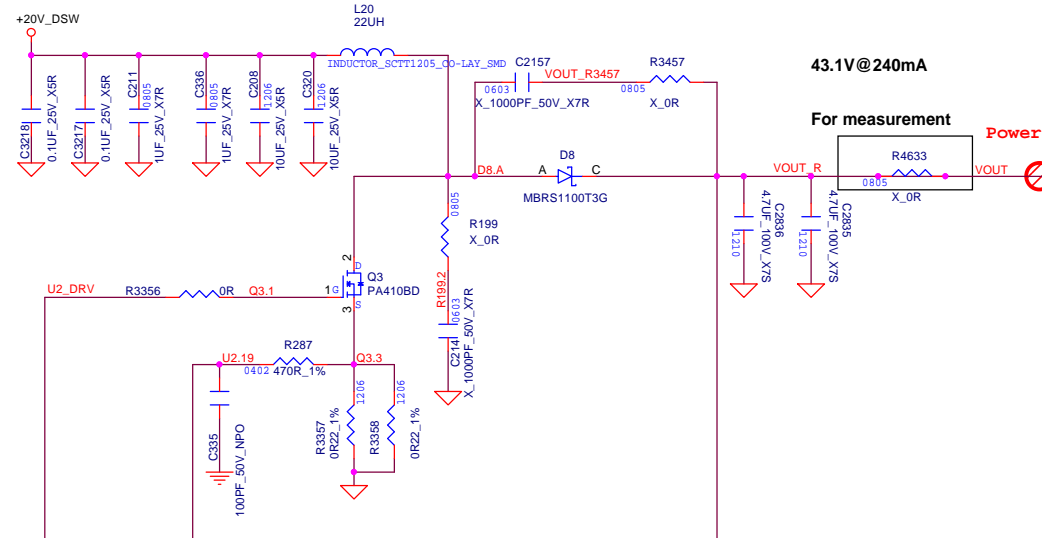 +20V_DSW
L20
22UH
INDUCTOR_SCTT1205_CO-LAY_SMD
C3218
0.1UF_25V_X5R
C3217
0.1UF_25V_X5R
C211
0805
1UF_25V_X7R
C336
0805
1UF_25V_X7R
C208
1206
10UF_25V_X5R
C320
1206
10UF_25V_X5R
C2157
0603
X_1000PF_50V_X7R
VOUT_R3457
R3457
0805
X_0R
43.1V@240mA
For measurement
Power
D8.A
A
D8
C
MBRS1100T3G
VOUT_R
R4633
0805
X_0R
VOUT
C2836
4.7UF_100V_X7S
1210
C2835
4.7UF_100V_X7S
1210
0805
R199
X_0R
R199.2
0603
C214
X_1000PF_50V_X7R
U2_DRV
R3356
0R
Q3.1
1
G
2
D
3
S
Q3
PA410BD
U2.19
R287
0402
470R_1%
Q3.3
C335
100PF_50V_NPO
1206
R3357
0R22_1%
1206
R3358
0R22_1%